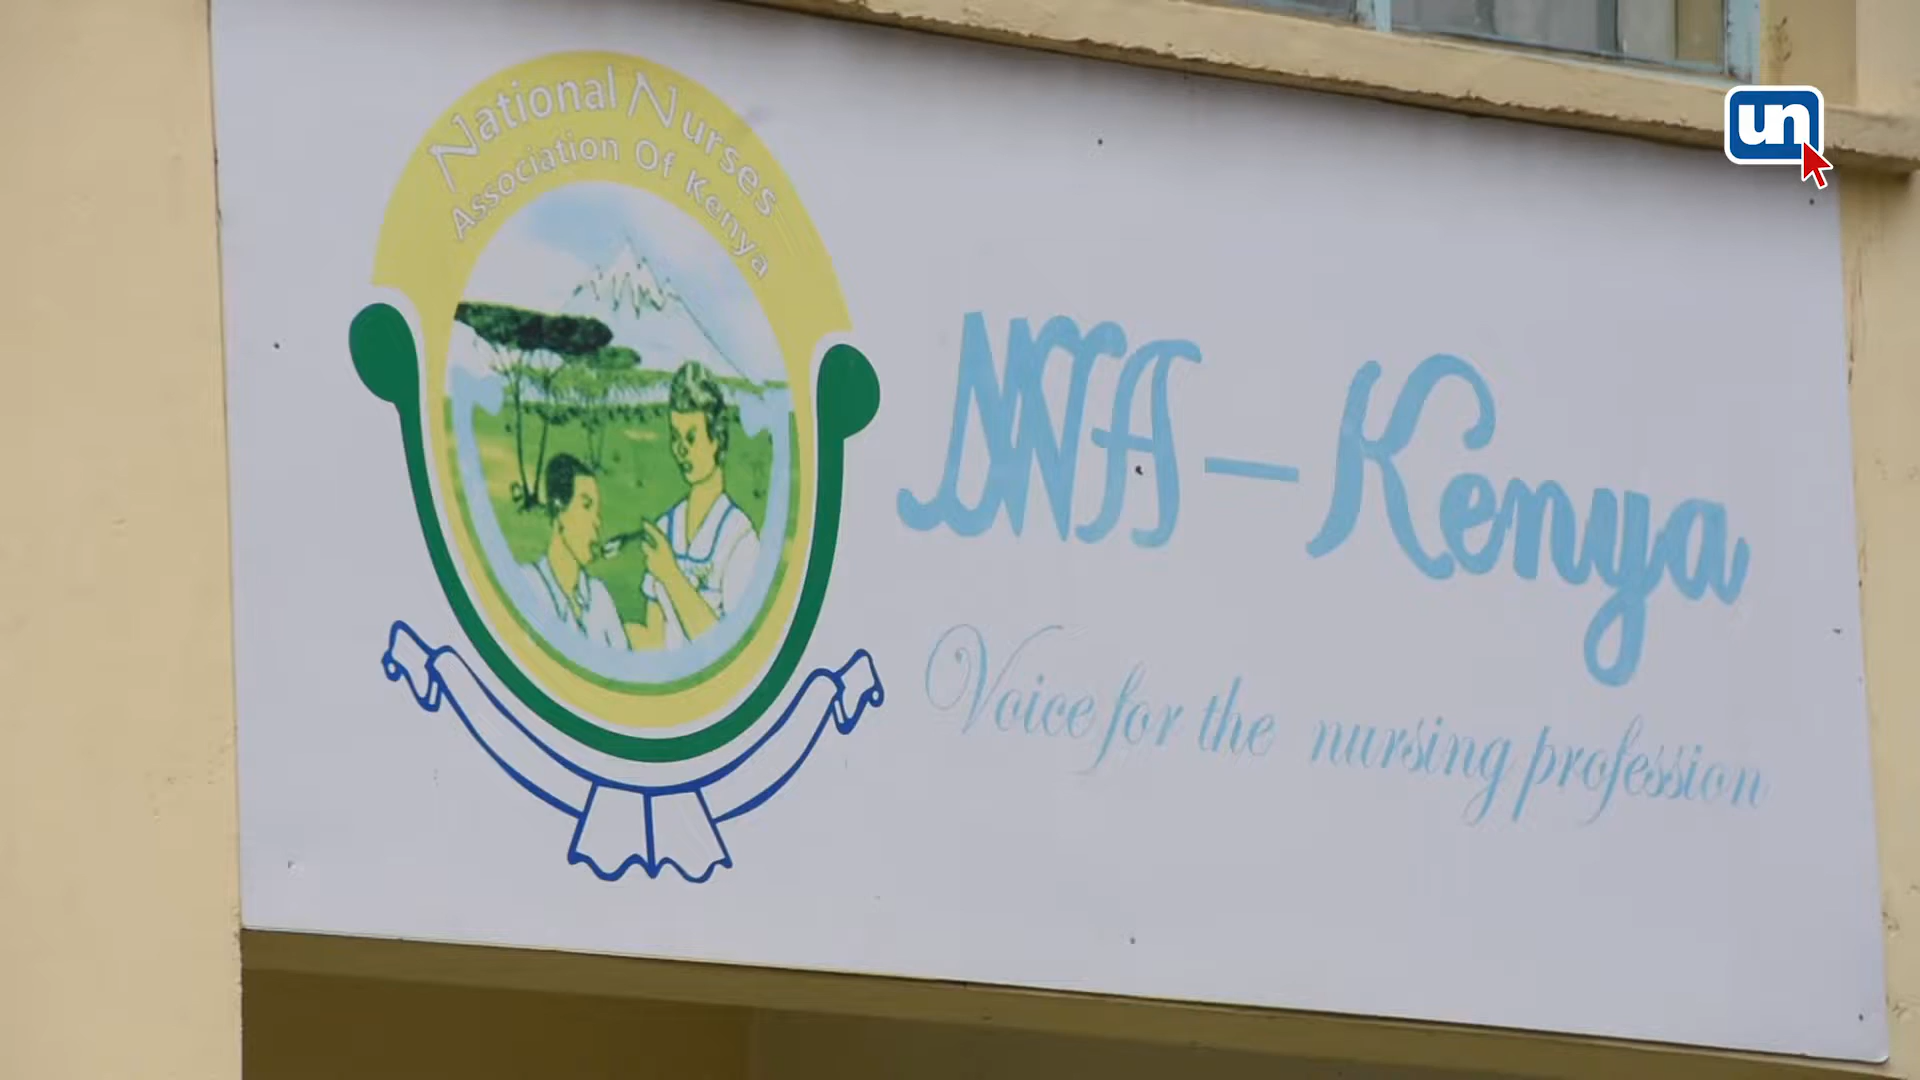 National Nurses
Association Of Kenya
NNA – Kenya
Voice for the nursing profession
un